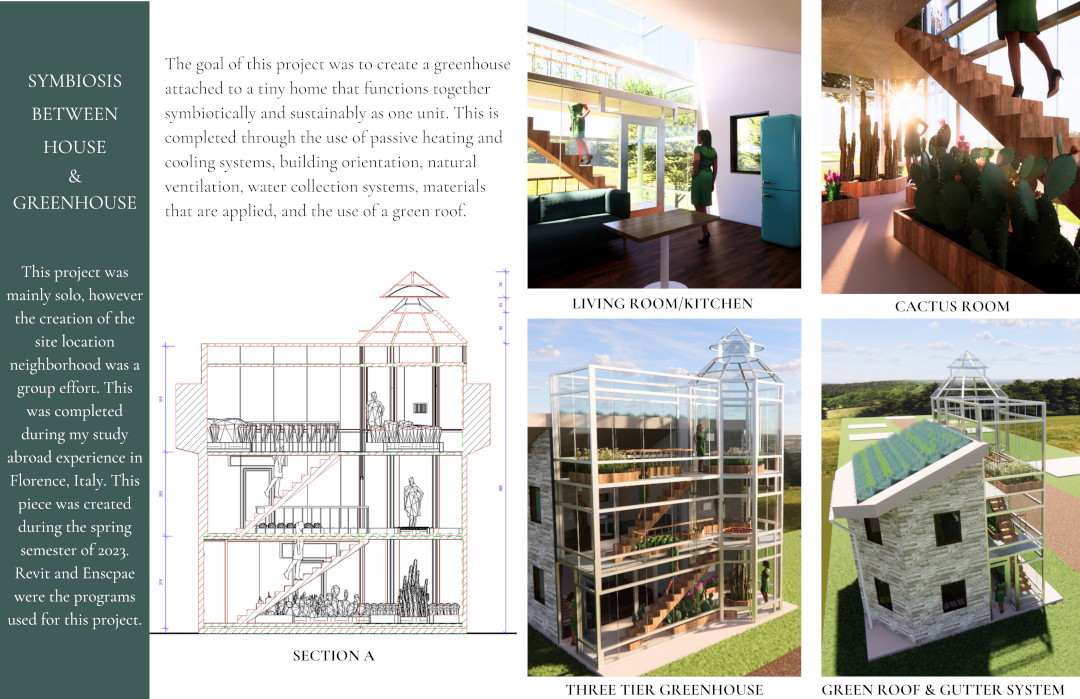 SYMBIOSIS
BETWEEN
HOUSE
&
GREENHOUSE
This project was
mainly solo, however
the creation of the
site location
neighborhood was a
group effort. This
was completed
during my study
abroad experience in
Florence, Italy. This
piece was created
during the spring
semester of 2023.
Revit and Enscpae
were the programs
used for this project.
The goal of this project was to create a greenhouse
attached to a tiny home that functions together
symbiotically and sustainably as one unit. This is
completed through the use of passive heating and
cooling systems, building orientation, natural
ventilation, water collection systems, materials
that are applied, and the use of a green roof.
SECTION A
LIVING ROOM/KITCHEN
CACTUS ROOM
THREE TIER GREENHOUSE
GREEN ROOF & GUTTER SYSTEM